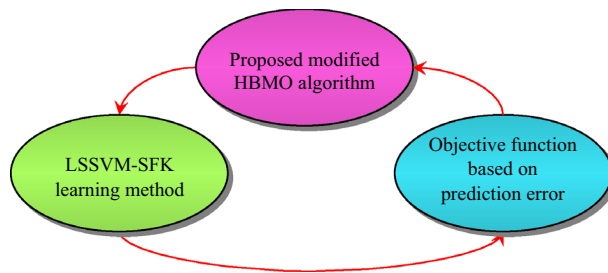 Proposed modified
HBMO algorithm
LSSVM-SFK
learning method
Objective function
based on
prediction error